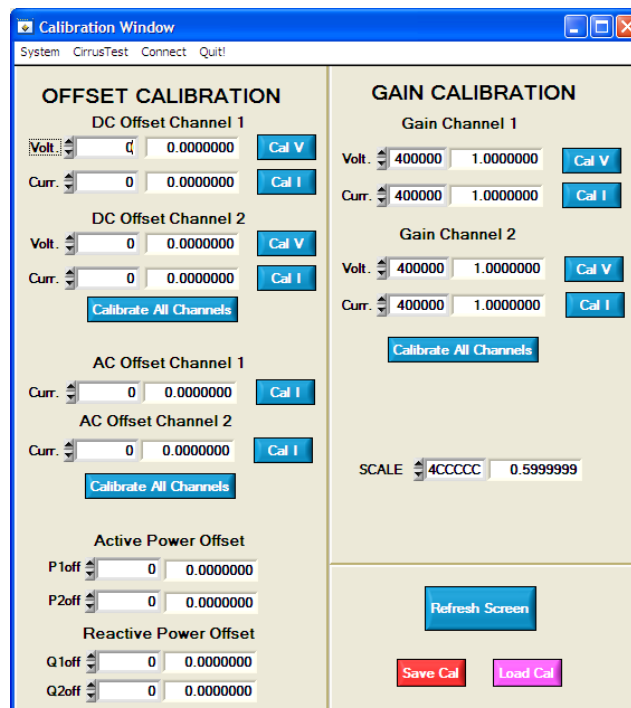 Calibration Window
System CirrusTest Connect Quit!
OFFSET CALIBRATION
DC Offset Channel 1
Volt. 0 0.0000000 Cal V
Curr. 0 0.0000000 Cal I
DC Offset Channel 2
Volt. 0 0.0000000 Cal V
Curr. 0 0.0000000 Cal I
Calibrate All Channels
AC Offset Channel 1
Curr. 0 0.0000000 Cal I
AC Offset Channel 2
Curr. 0 0.0000000 Cal I
Calibrate All Channels
Active Power Offset
P1off 0 0.0000000
P2off 0 0.0000000
Reactive Power Offset
Q1off 0 0.0000000
Q2off 0 0.0000000
GAIN CALIBRATION
Gain Channel 1
Volt. 400000 1.0000000 Cal V
Curr. 400000 1.0000000 Cal I
Gain Channel 2
Volt. 400000 1.0000000 Cal V
Curr. 400000 1.0000000 Cal I
Calibrate All Channels
SCALE 4CCCCC 0.5999999
Refresh Screen
Save Cal Load Cal